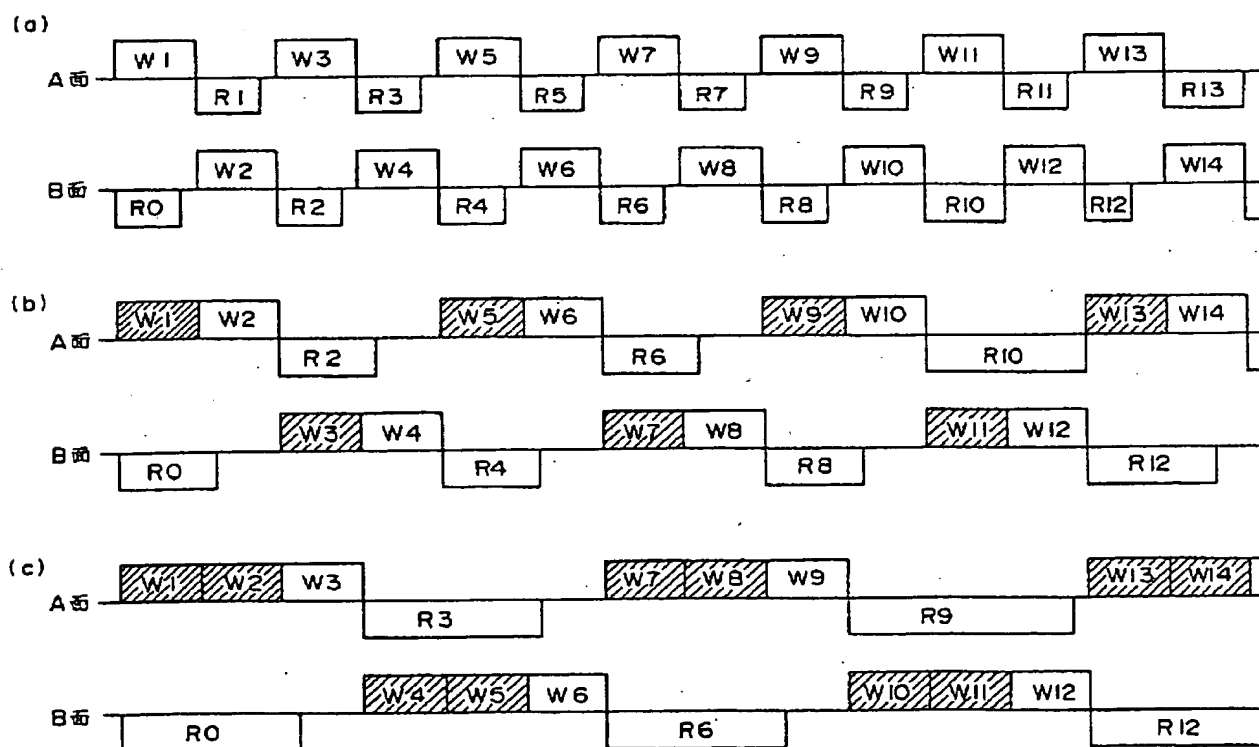 (a)
W1 W3 W5 W7 W9 W11 W13
A面
R1 R3 R5 R7 R9 R11 R13
W2 W4 W6 W8 W10 W12 W14
B面
R0 R2 R4 R6 R8 R10 R12
(b)
W1 W2 W5 W6 W9 W10 W13 W14
A面
R2 R6 R10
W3 W4 W7 W8 W11 W12
B面
R0 R4 R8 R12
(c)
W1 W2 W3 W7 W8 W9 W13 W14
A面
R3 R9
W4 W5 W6 W10 W11 W12
B面
R0 R6 R12